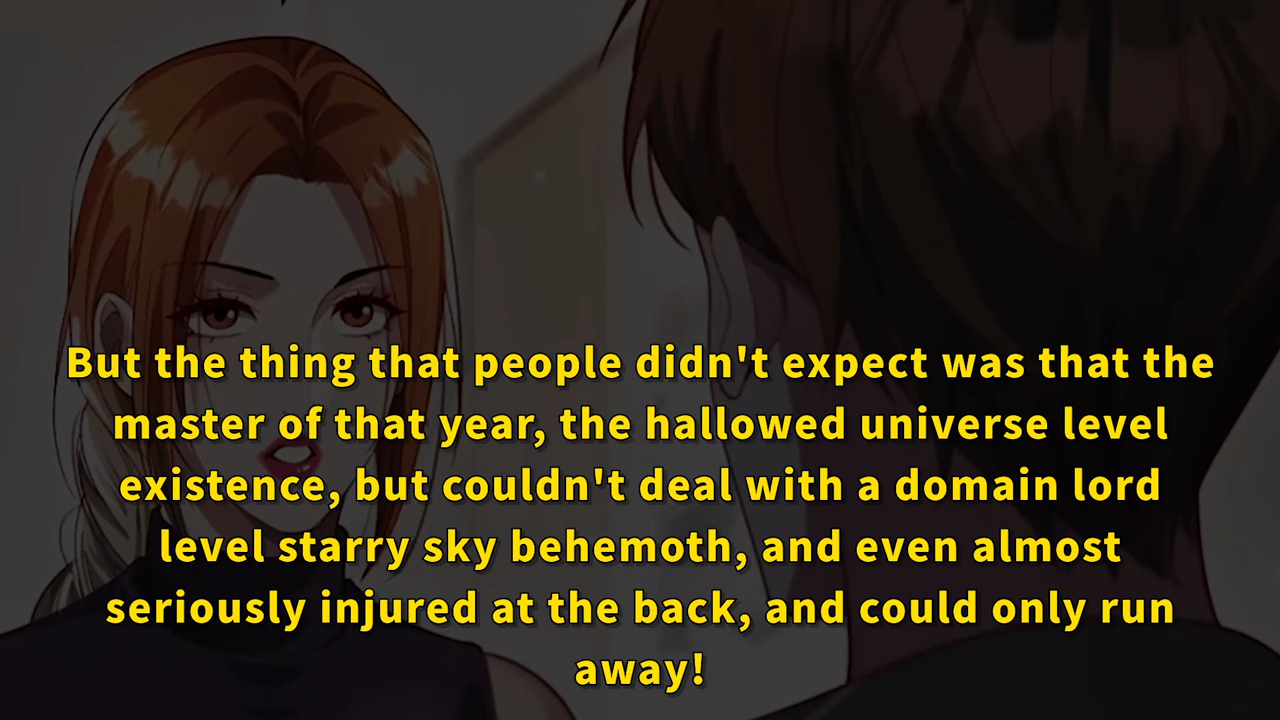 But the thing that people didn't expect was that the
master of that year, the hallowed universe level
existence, but couldn't deal with a domain lord
level starry sky behemoth, and even almost
seriously injured at the back, and could only run
away!